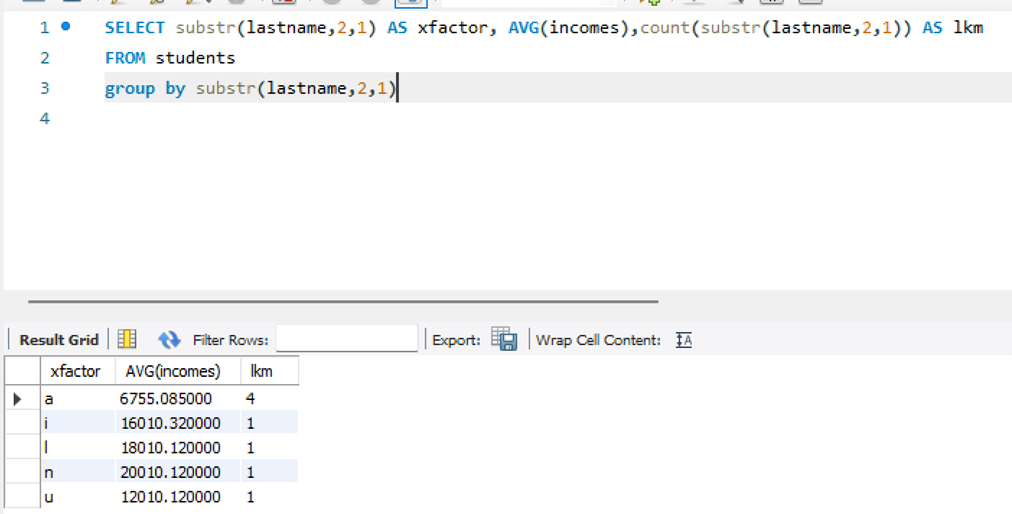 1 SELECT substr(lastname,2,1) AS xfactor, AVG(incomes),count(substr(lastname,2,1)) AS lkm
2 FROM students
3 group by substr(lastname,2,1)
4
Result Grid Filter Rows: Export: Wrap Cell Content: IA
xfactor AVG(incomes) lkm
a 6755.085000 4
i 16010.320000 1
l 18010.120000 1
n 20010.120000 1
u 12010.120000 1